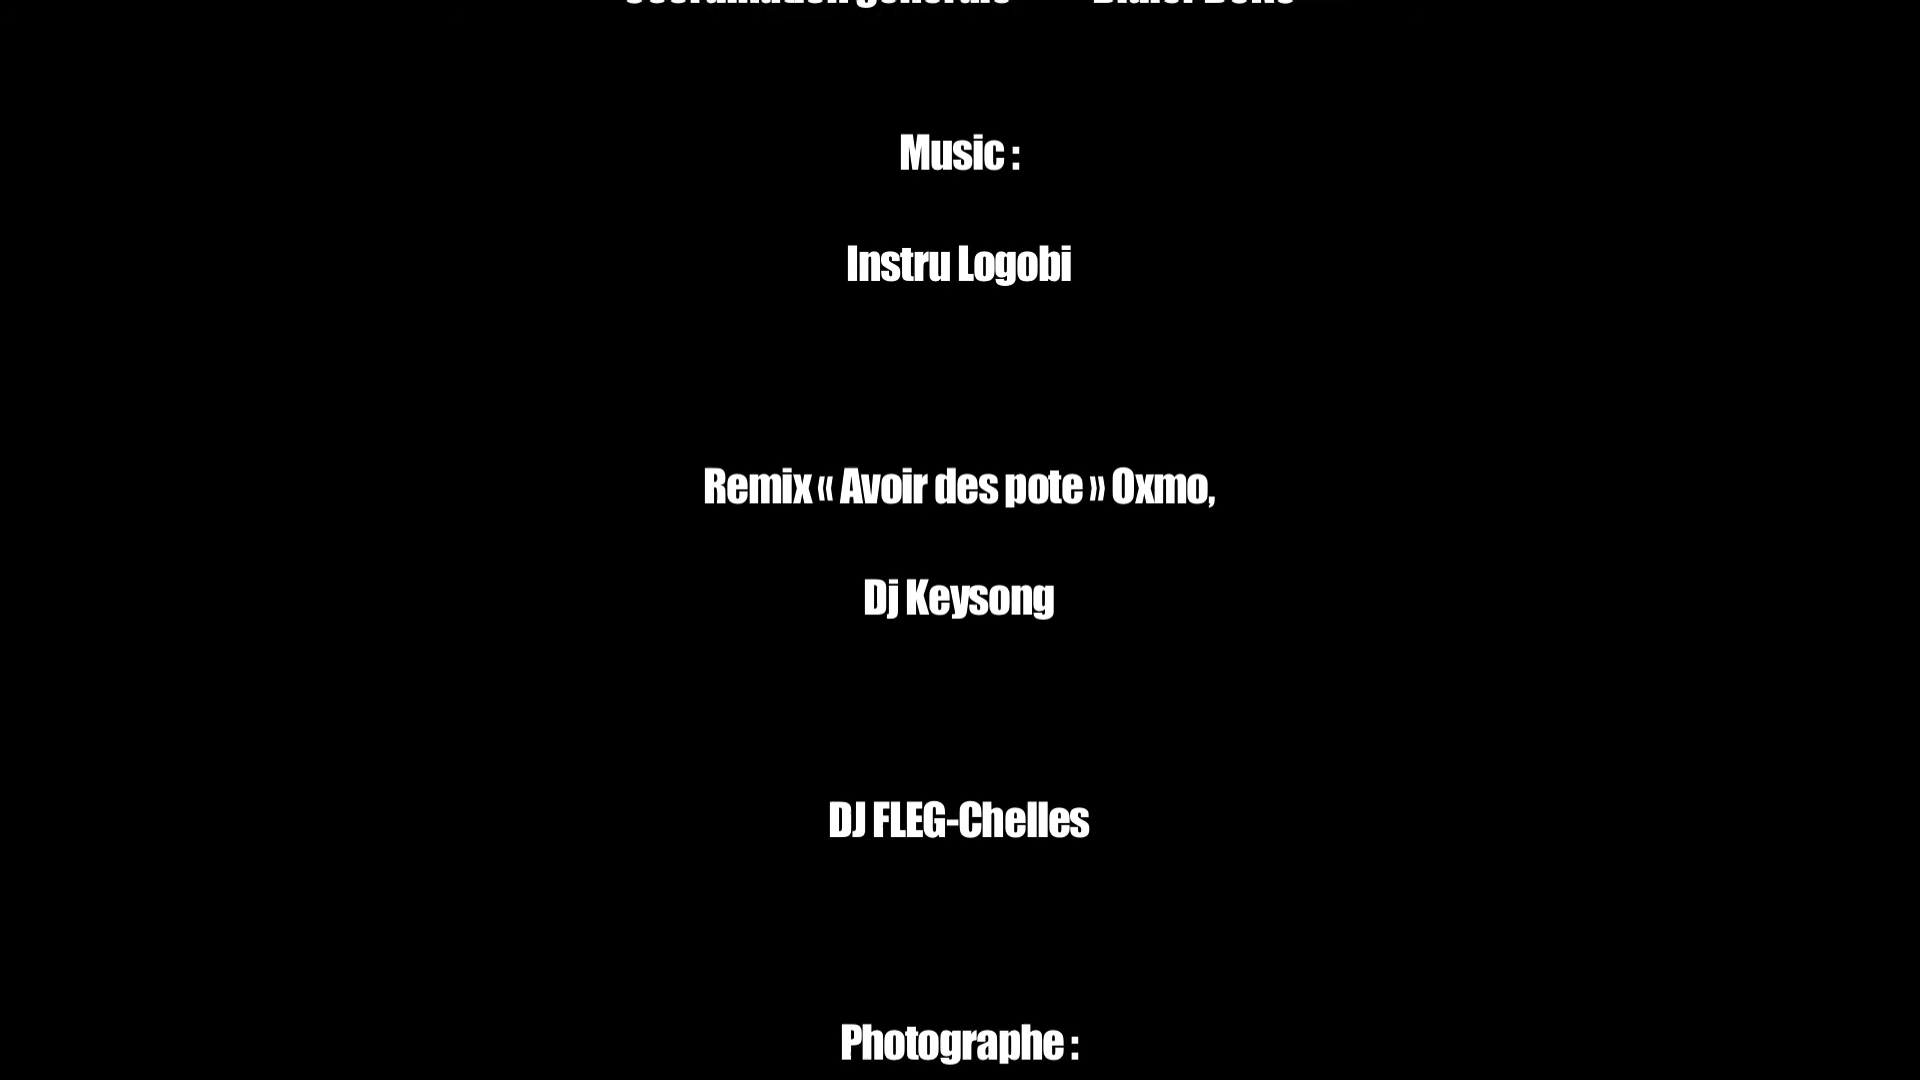 Music :
Instru Logobi
Remix « Avoir des pote » Oxmo,
Dj Keysong
DJ FLEG-Chelles
Photographe :